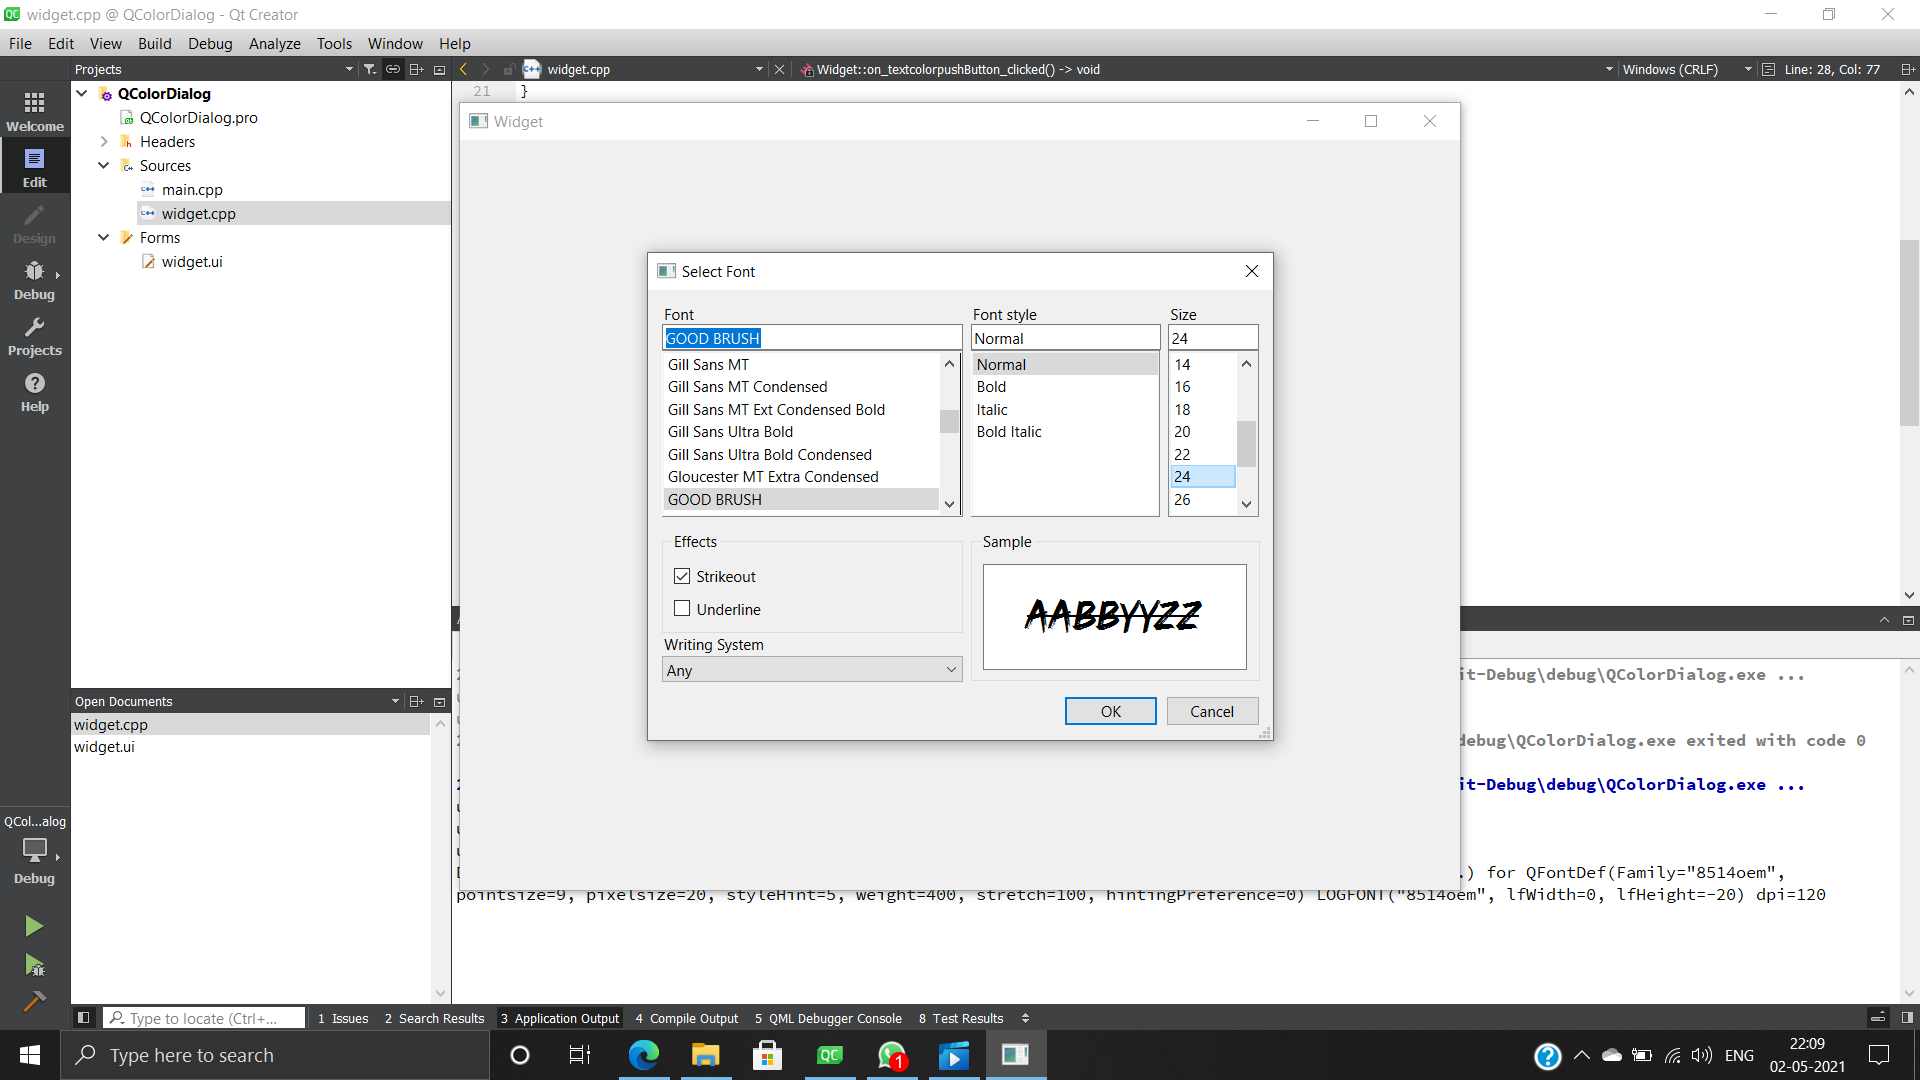 widget.cpp @ QColorDialog - Qt Creator
File Edit View Build Debug Analyze Tools Window Help
Projects
widget.cpp
Widget::on_textcolorpushButton_clicked() -> void
Windows (CRLF)
Line: 28, Col: 77
21 }
Welcome
Edit
Design
Debug
Projects
Help
QColorDialog
QColorDialog.pro
Headers
Sources
main.cpp
widget.cpp
Forms
widget.ui
Widget
Select Font
Font
GOOD BRUSH
Gill Sans MT
Gill Sans MT Condensed
Gill Sans MT Ext Condensed Bold
Gill Sans Ultra Bold
Gill Sans Ultra Bold Condensed
Gloucester MT Extra Condensed
GOOD BRUSH
Font style
Normal
Normal
Bold
Italic
Bold Italic
Size
24
14
16
18
20
22
24
26
Effects
Strikeout
Underline
Writing System
Any
Sample
AABBYYZZ
OK
Cancel
Open Documents
widget.cpp
widget.ui
it-Debug\debug\QColorDialog.exe ...
debug\QColorDialog.exe exited with code 0
it-Debug\debug\QColorDialog.exe ...
.) for QFontDef(Family="8514oem",
pointsize=9, pixelsize=20, styleHint=5, weight=400, stretch=100, hintingPreference=0) LOGFONT("8514oem", lfWidth=0, lfHeight=-20) dpi=120
QCol...alog
Debug
Type to locate (Ctrl+...
1 Issues
2 Search Results
3 Application Output
4 Compile Output
5 QML Debugger Console
8 Test Results
Type here to search
QC
1
ENG
22:09
02-05-2021